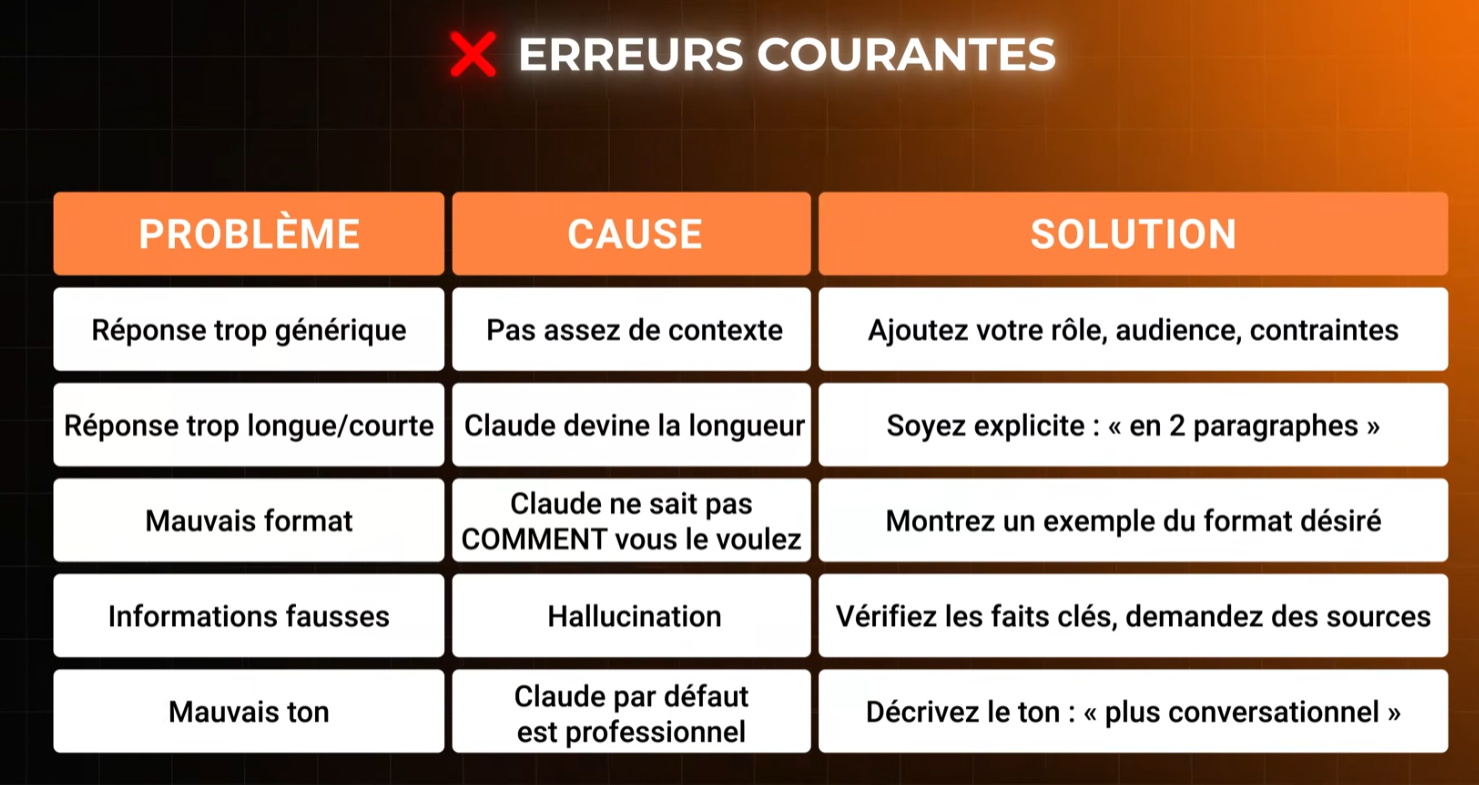 ❌ ERREURS COURANTES
PROBLÈME
CAUSE
SOLUTION
Réponse trop générique
Pas assez de contexte
Ajoutez votre rôle, audience, contraintes
Réponse trop longue/courte
Claude devine la longueur
Soyez explicite : « en 2 paragraphes »
Mauvais format
Claude ne sait pas
COMMENT vous le voulez
Montrez un exemple du format désiré
Informations fausses
Hallucination
Vérifiez les faits clés, demandez des sources
Mauvais ton
Claude par défaut
est professionnel
Décrivez le ton : « plus conversationnel »